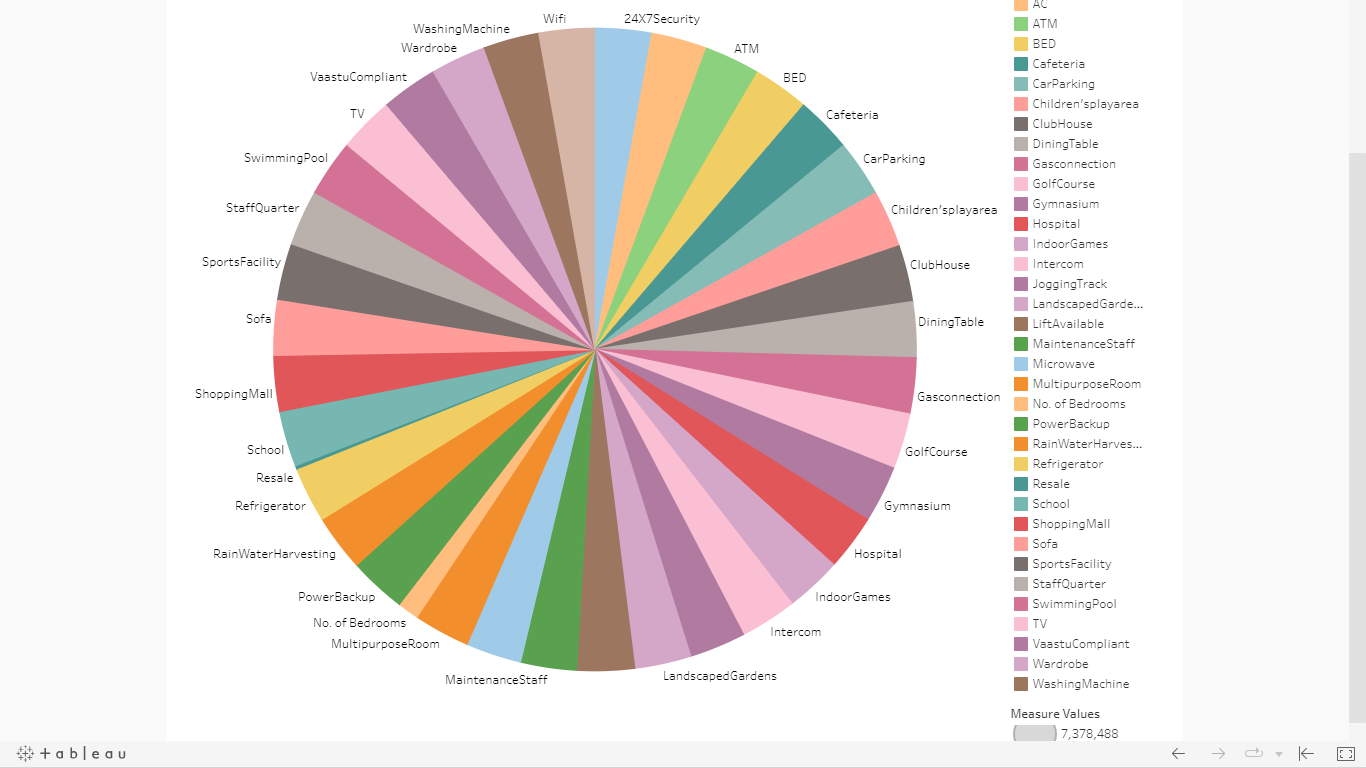 Wifi
24X7Security
WashingMachine
Wardrobe
ATM
VaastuCompliant
BED
TV
Cafeteria
SwimmingPool
CarParking
StaffQuarter
Children'splayarea
SportsFacility
ClubHouse
Sofa
DiningTable
ShoppingMall
Gasconnection
School
GolfCourse
Resale
Refrigerator
Gymnasium
RainWaterHarvesting
Hospital
PowerBackup
IndoorGames
No. of Bedrooms
Intercom
MultipurposeRoom
MaintenanceStaff
LandscapedGardens
AC
ATM
BED
Cafeteria
CarParking
Children'splayarea
ClubHouse
DiningTable
Gasconnection
GolfCourse
Gymnasium
Hospital
IndoorGames
Intercom
JoggingTrack
LandscapedGarde...
LiftAvailable
MaintenanceStaff
Microwave
MultipurposeRoom
No. of Bedrooms
PowerBackup
RainWaterHarves...
Refrigerator
Resale
School
ShoppingMall
Sofa
SportsFacility
StaffQuarter
SwimmingPool
TV
VaastuCompliant
Wardrobe
WashingMachine
Measure Values
7,378,488
+ableau